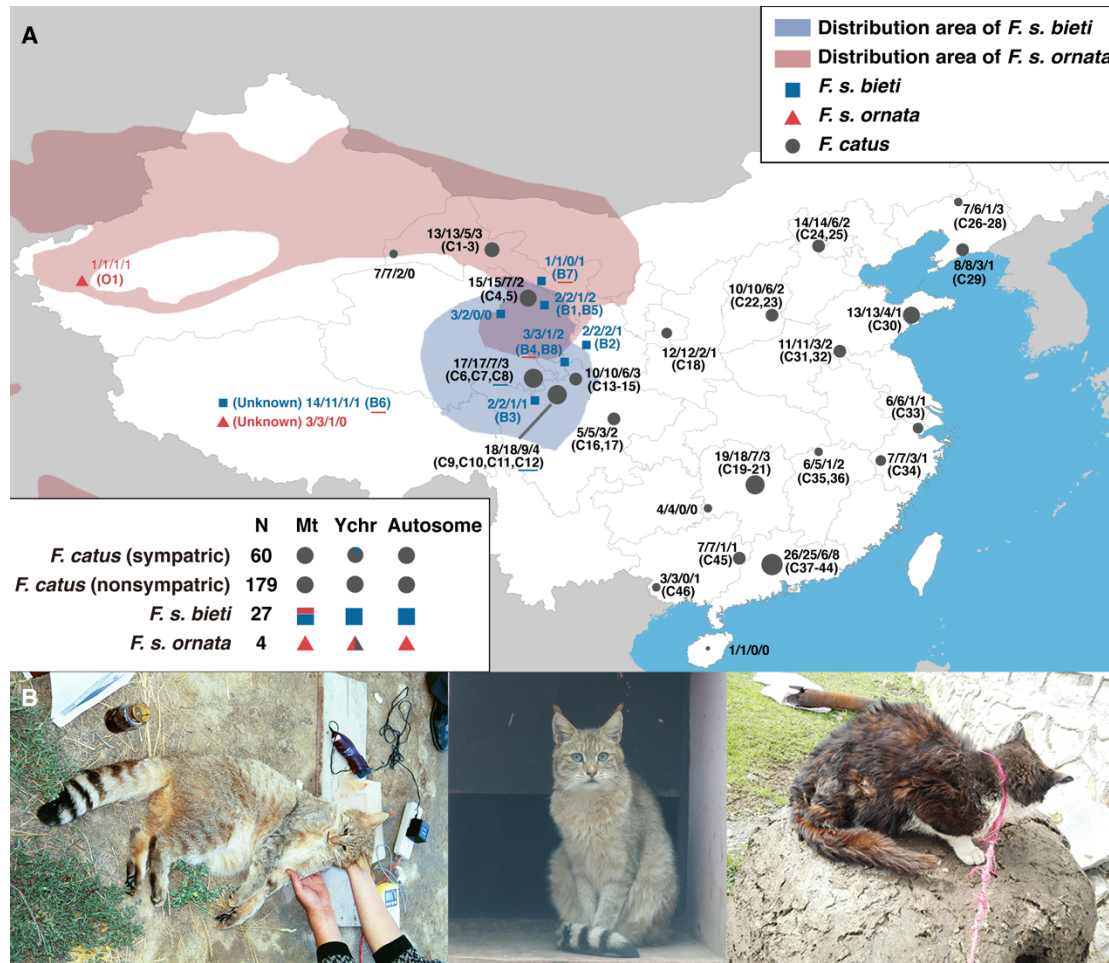 A
Distribution area of F. s. bieti
Distribution area of F. s. ornata
F. s. bieti
F. s. ornata
F. catus
7/6/1/3
(C26-28)
14/14/6/2
(C24,25)
13/13/5/3
(C1-3)
8/8/3/1
(C29)
1/1/1/1
(O1)
7/7/2/0
1/1/0/1
(B7)
15/15/7/2
(C4,5)
2/2/1/2
(B1,B5)
10/10/6/2
(C22,23)
13/13/4/1
(C30)
3/2/0/0
3/3/1/2
(B4,B8)
2/2/2/1
(B2)
12/12/2/1
(C18)
11/11/3/2
(C31,32)
17/17/7/3
(C6,C7,C8)
10/10/6/3
(C13-15)
(Unknown) 14/11/1/1 (B6)
(Unknown) 3/3/1/0
2/2/1/1
(B3)
5/5/3/2
(C16,17)
6/6/1/1
(C33)
18/18/9/4
(C9,C10,C11,C12)
19/18/7/3
(C19-21)
6/5/1/2
(C35,36)
7/7/3/1
(C34)
4/4/0/0
7/7/1/1
(C45)
26/25/6/8
(C37-44)
3/3/0/1
(C46)
1/1/0/0
N Mt Ychr Autosome
F. catus (sympatric) 60
F. catus (nonsympatric) 179
F. s. bieti 27
F. s. ornata 4
B